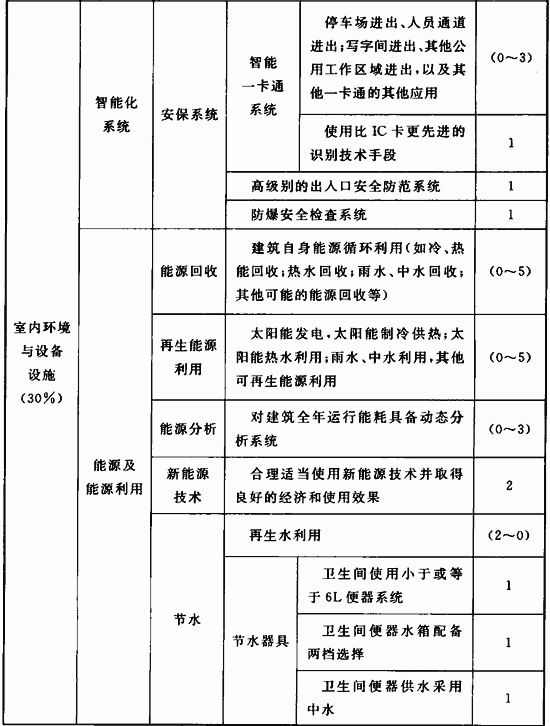 室内环境
与设备
设施
(30%)
智能化
系统
安保系统
智能
一卡通
系统
停车场进出、人员通道
进出;写字间进出、其他公
用工作区域进出,以及其
他一卡通的其他应用
(0～3)
使用比 IC 卡更先进的
识别技术手段
1
高级别的出入口安全防范系统
1
防爆安全检查系统
1
能源及
能源利用
能源回收
建筑自身能源循环利用(如冷、热
能回收;热水回收;雨水、中水回收;
其他可能的能源回收等)
(0～5)
再生能源
利用
太阳能发电,太阳能制冷供热;太
阳能热水利用;雨水、中水利用,其他
可再生能源利用
(0～5)
能源分析
对建筑全年运行能耗具备动态分
析系统
(0～3)
新能源
技术
合理适当使用新能源技术并取得
良好的经济和使用效果
2
节水
再生水利用
(2～0)
节水器具
卫生间使用小于或等
于 6L 便器系统
1
卫生间便器水箱配备
两档选择
1
卫生间便器供水采用
中水
1